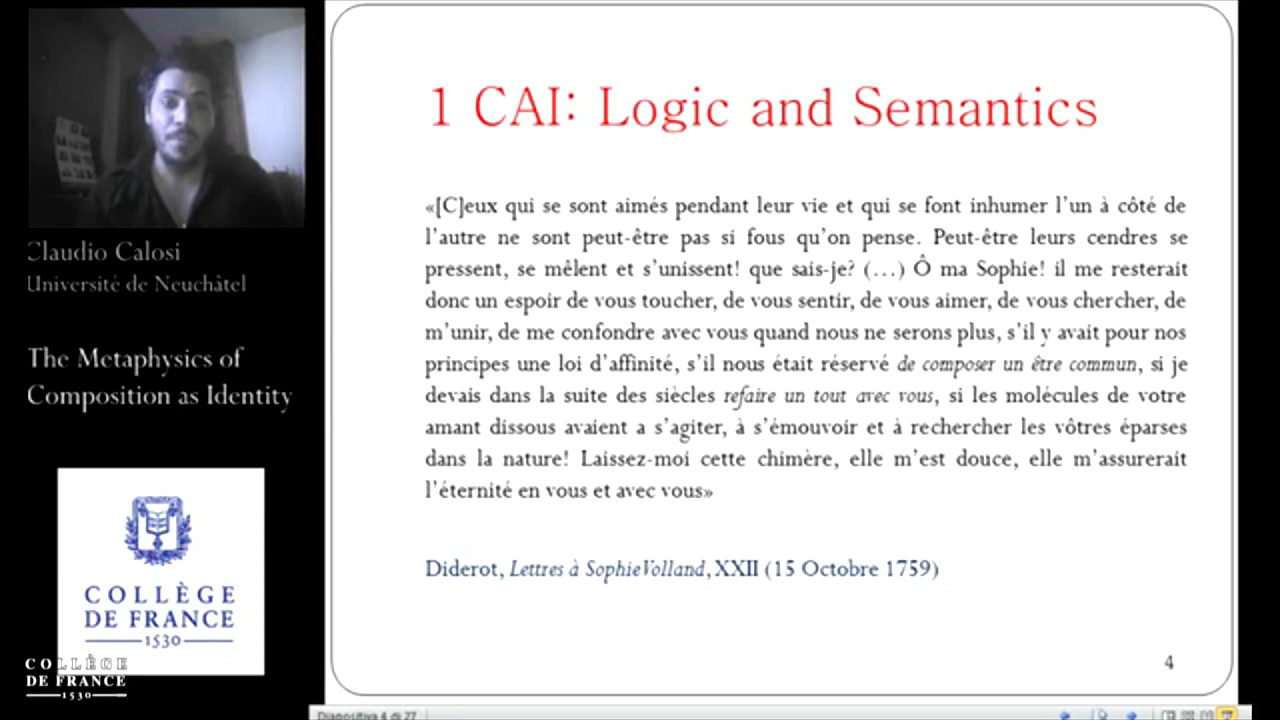 Claudio Calosi
Université de Neuchâtel
The Metaphysics of
Composition as Identity
COLLÈGE
DE FRANCE
1530
COLLÈGE
DE FRANCE
1530
1 CAI: Logic and Semantics
«[C]eux qui se sont aimés pendant leur vie et qui se font inhumer l'un à côté de
l'autre ne sont peut-être pas si fous qu'on pense. Peut-être leurs cendres se
pressent, se mêlent et s'unissent! que sais-je? (…) Ô ma Sophie! il me resterait
donc un espoir de vous toucher, de vous sentir, de vous aimer, de vous chercher, de
m'unir, de me confondre avec vous quand nous ne serons plus, s'il y avait pour nos
principes une loi d'affinité, s'il nous était réservé de composer un être commun, si je
devais dans la suite des siècles refaire un tout avec vous, si les molécules de votre
amant dissous avaient a s'agiter, à s'émouvoir et à rechercher les vôtres éparses
dans la nature! Laissez-moi cette chimère, elle m'est douce, elle m'assurerait
l'éternité en vous et avec vous»
Diderot, Lettres à Sophie Volland, XXII (15 Octobre 1759)
4
Diapositiva 4 di 27